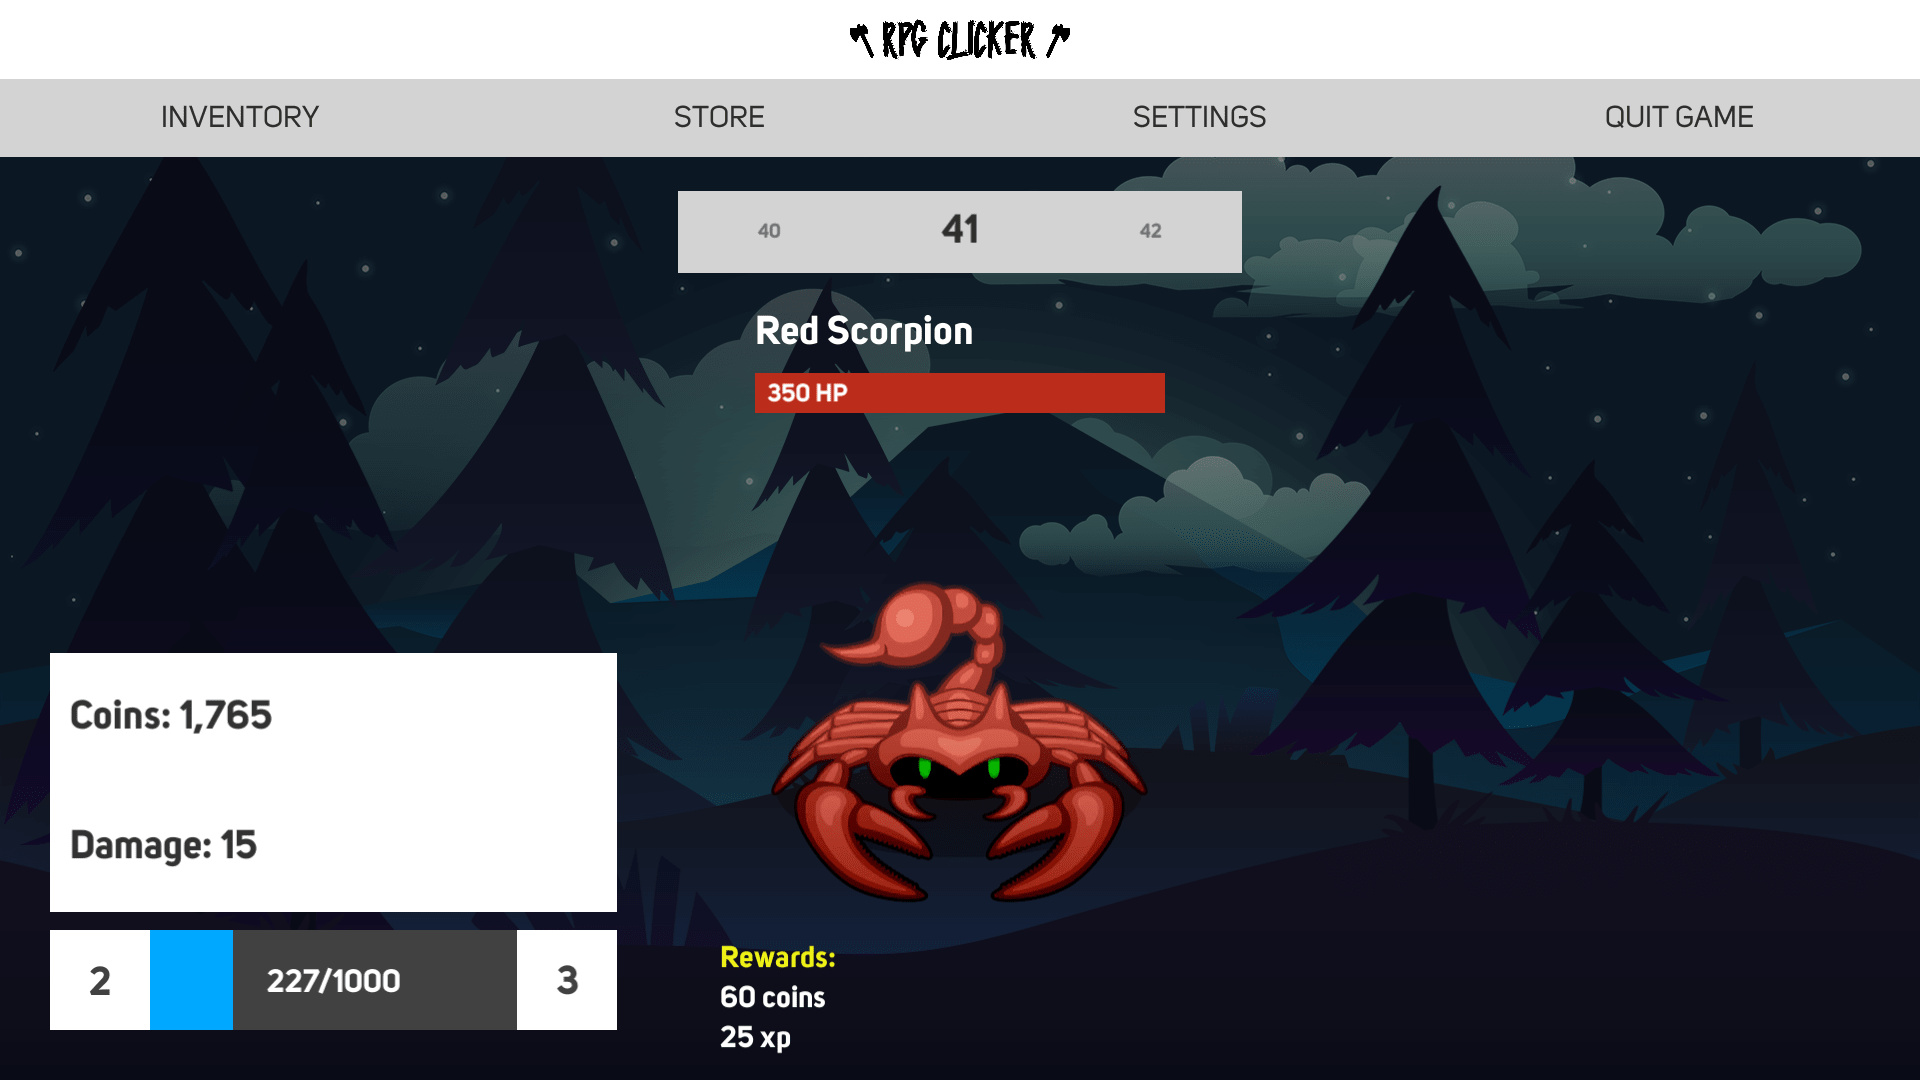 RPG CLICKER
INVENTORY STORE SETTINGS QUIT GAME
40 41 42
Red Scorpion
350 HP
Coins: 1,765
Damage: 15
2 227/1000 3
Rewards:
60 coins
25 xp